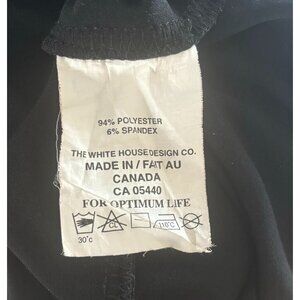 94% POLYESTER
6% SPANDEX
THE WHITE HOUSE DESIGN CO.
MADE IN / FAIT AU
CANADA
CA 05440
FOR OPTIMUM LIFE
CL
30°c